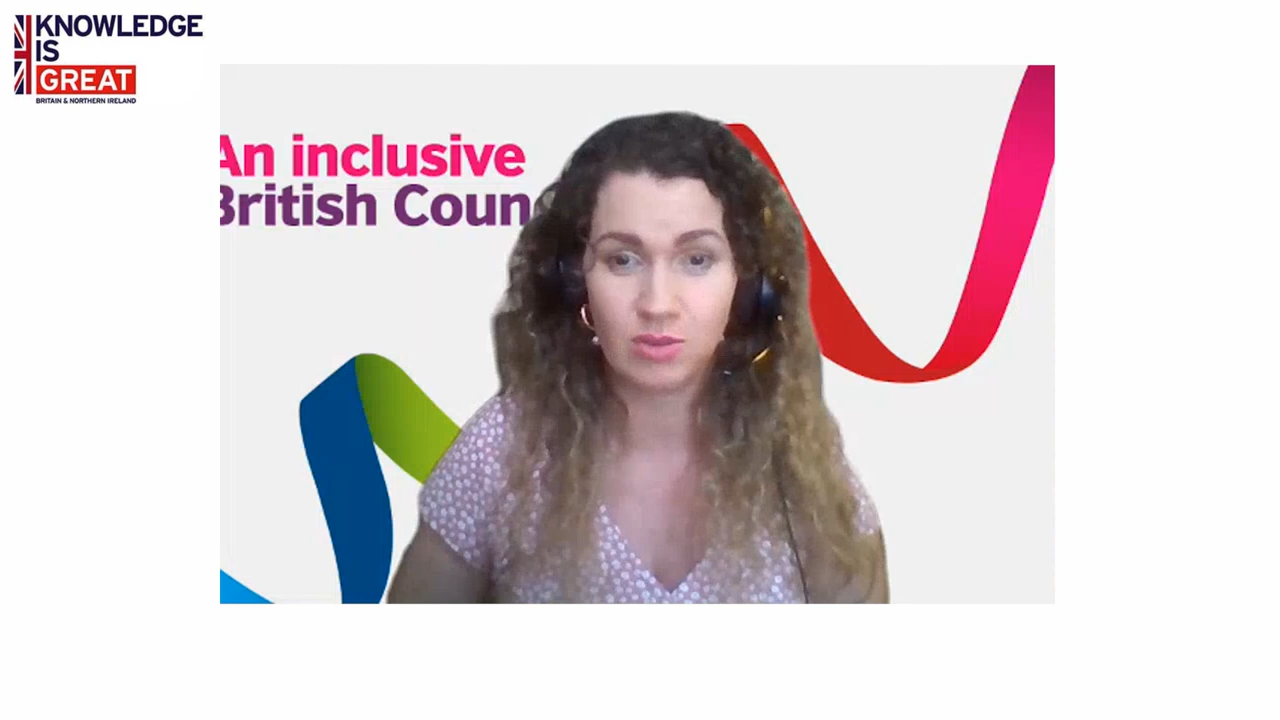 KNOWLEDGE
IS
GREAT
BRITAIN & NORTHERN IRELAND
An inclusive
British Coun